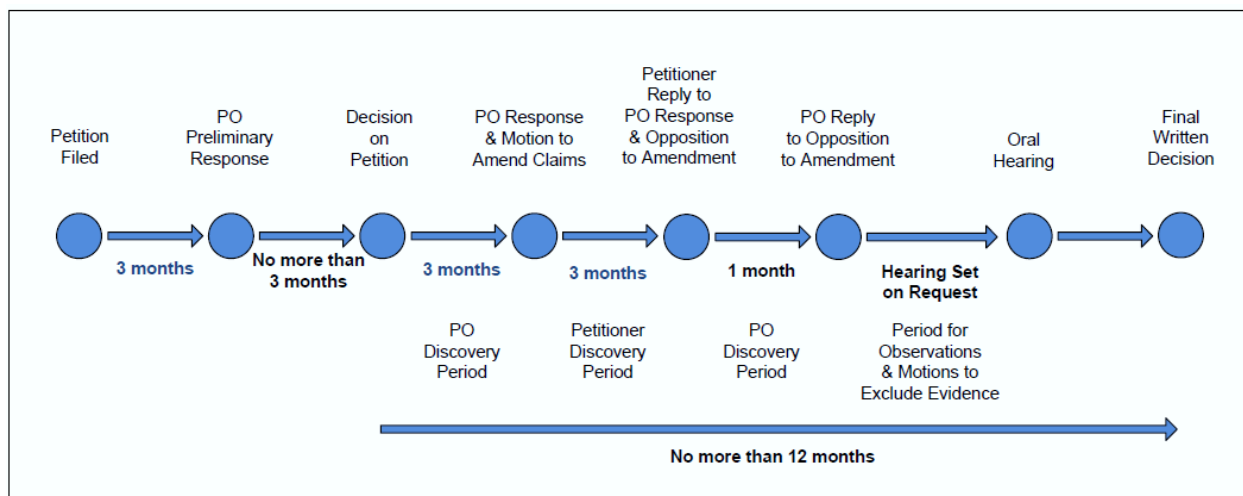 Petition
Filed
PO
Preliminary
Response
Decision
on
Petition
PO Response
& Motion to
Amend Claims
Petitioner
Reply to
PO Response
& Opposition
to Amendment
PO Reply
to Opposition
to Amendment
Oral
Hearing
Final
Written
Decision
3 months
No more than
3 months
3 months
3 months
1 month
Hearing Set
on Request
PO
Discovery
Period
Petitioner
Discovery
Period
PO
Discovery
Period
Period for
Observations
& Motions to
Exclude Evidence
No more than 12 months